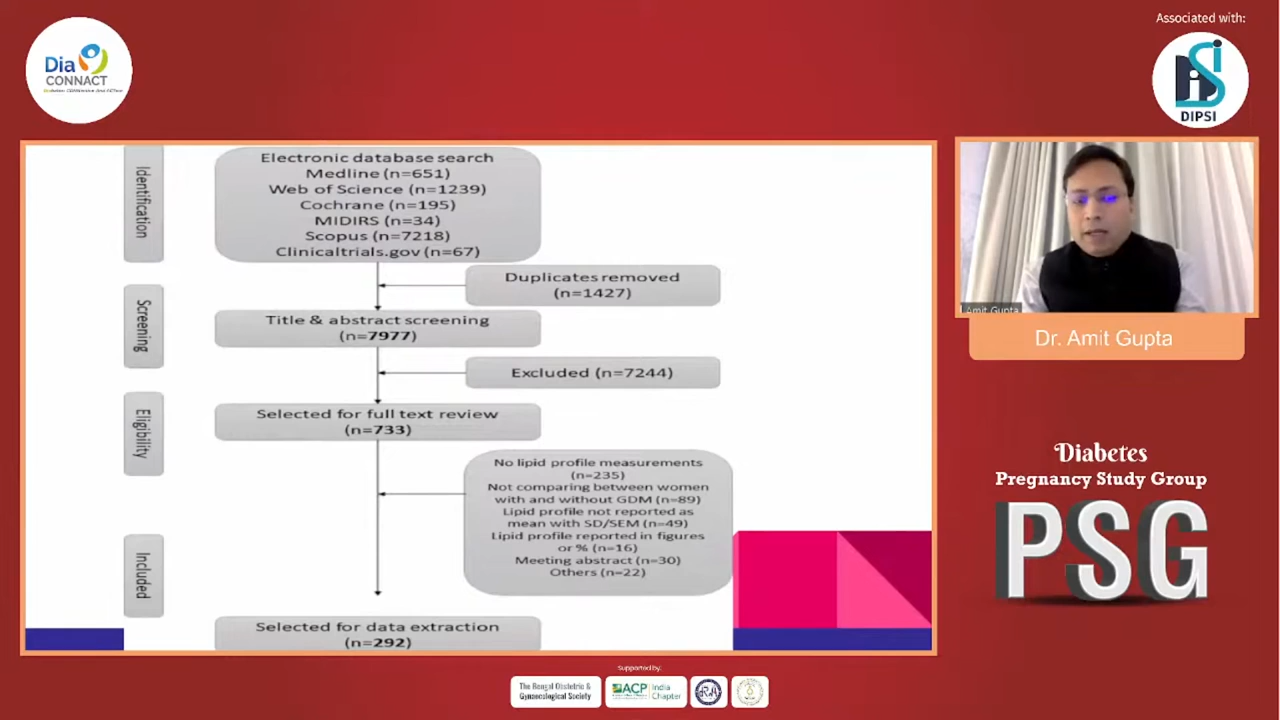 Associated with:
Dia
CONNACT
DIPSI
Identification
Electronic database search
Medline (n=651)
Web of Science (n=1239)
Cochrane (n=195)
MIDIRS (n=34)
Scopus (n=7218)
Clinicaltrials.gov (n=67)
Duplicates removed
(n=1427)
Screening
Title & abstract screening
(n=7977)
Excluded (n=7244)
Eligibility
Selected for full text review
(n=733)
No lipid profile measurements
(n=235)
Not comparing between women
with and without GDM (n=89)
Lipid profile not reported as
mean with SD/SEM (n=49)
Lipid profile reported in figures
or % (n=16)
Meeting abstract (n=30)
Others (n=22)
Included
Selected for data extraction
(n=292)
Amit Gupta
Dr. Amit Gupta
Diabetes
Pregnancy Study Group
PSG
Supported by:
The Bengal Obstetric &
Gynaecological Society
ACP India
Chapter